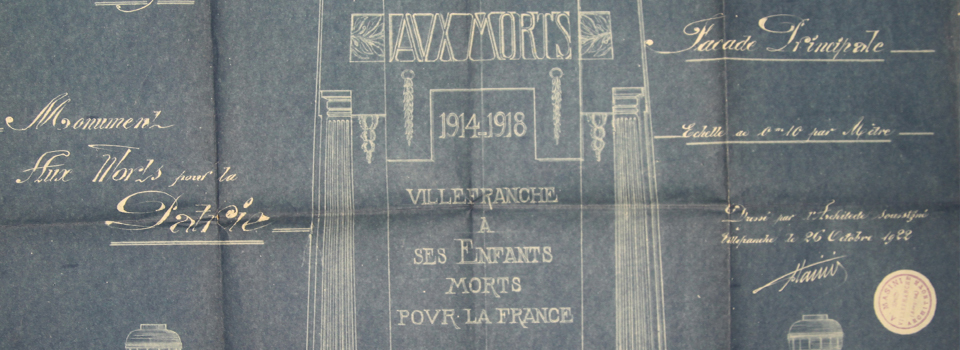 AUX MORTS
Façade Principale
Monument
Aux Morts pour la
Patrie
1914-1918
Echelle de 0m10 par Mètre
VILLEFRANCHE
À
SES ENFANTS
MORTS
POVR·LA FRANCE
Dressé par l'Architecte soussigné
Villefranche le 26 Octobre 1922